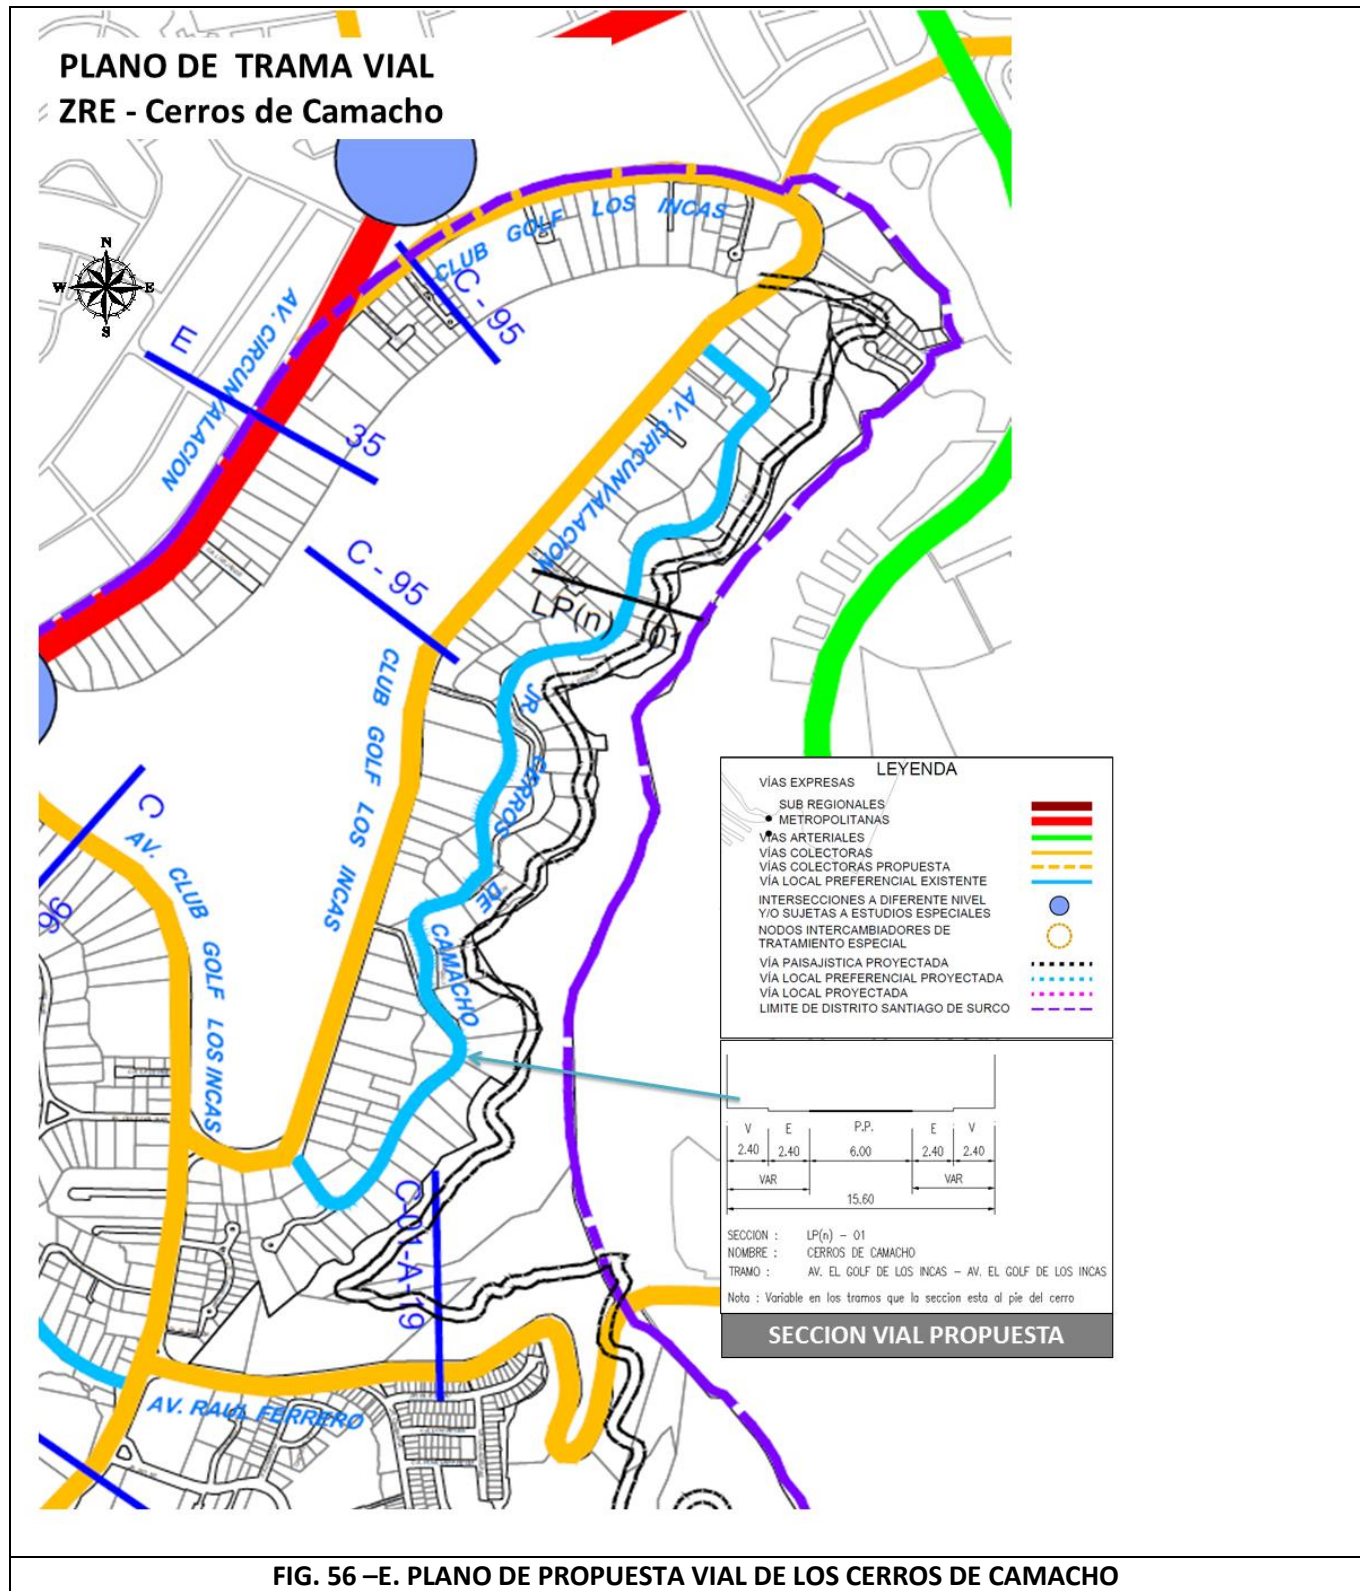 PLANO DE TRAMA VIAL
ZRE - Cerros de Camacho
N
W
E
S
CLUB GOLF LOS INCAS
C - 95
AV. CIRCUNVALACION
E
35
AV. CIRCUNVALACION
C - 95
LP(n) 01
CLUB GOLF LOS INCAS
JR. CERROS DE CAMACHO
C
96
AV. CLUB GOLF LOS INCAS
C-01-A-19
AV. RAUL FERRERO
LEYENDA
VÍAS EXPRESAS
SUB REGIONALES
METROPOLITANAS
VÍAS ARTERIALES
VÍAS COLECTORAS
VÍAS COLECTORAS PROPUESTA
VÍA LOCAL PREFERENCIAL EXISTENTE
INTERSECCIONES A DIFERENTE NIVEL
Y/O SUJETAS A ESTUDIOS ESPECIALES
NODOS INTERCAMBIADORES DE
TRATAMIENTO ESPECIAL
VÍA PAISAJISTICA PROYECTADA
VÍA LOCAL PREFERENCIAL PROYECTADA
VÍA LOCAL PROYECTADA
LIMITE DE DISTRITO SANTIAGO DE SURCO
V E P.P. E V
2.40 2.40 6.00 2.40 2.40
VAR VAR
15.60
SECCION : LP(n) – 01
NOMBRE : CERROS DE CAMACHO
TRAMO : AV. EL GOLF DE LOS INCAS – AV. EL GOLF DE LOS INCAS
Nota : Variable en los tramos que la seccion esta al pie del cerro
SECCION VIAL PROPUESTA
FIG. 56 –E. PLANO DE PROPUESTA VIAL DE LOS CERROS DE CAMACHO